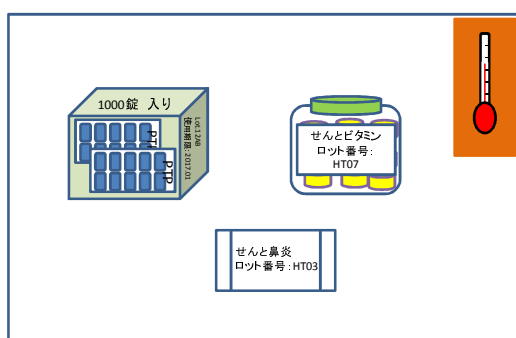 1000錠 入り
PTP
PTP
Lot:12AB
使用期限:2017.01
せんとビタミン
ロット番号:
HT07
せんと鼻炎
ロット番号:HT03